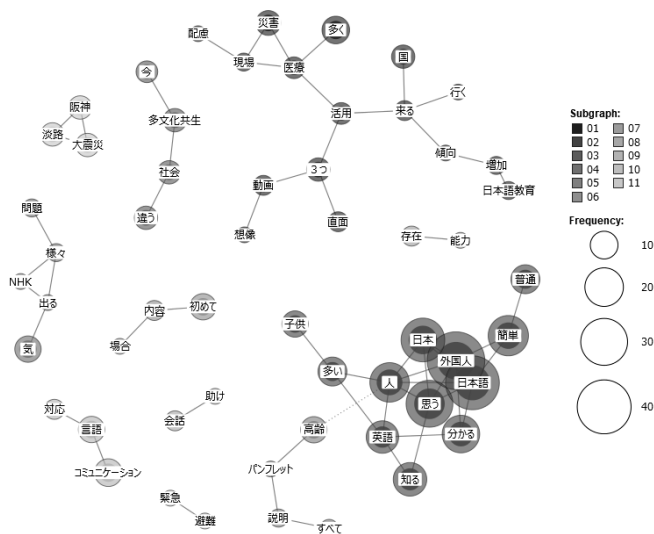 災害
多く
配慮
現場
医療
国
今
行く
阪神
活用
来る
多文化共生
淡路
大震災
傾向
増加
社会
3つ
動画
日本語教育
問題
違う
直面
想像
存在
能力
様々
NHK
出る
普通
内容
初めて
子供
日本
簡単
場合
気
外国人
多い
人
日本語
助け
思う
対応
会話
言語
高齢
英語
分かる
コミュニケーション
パンフレット
知る
緊急
避難
説明
すべて
Subgraph:
01 07
02 08
03 09
04 10
05 11
06
Frequency:
10
20
30
40